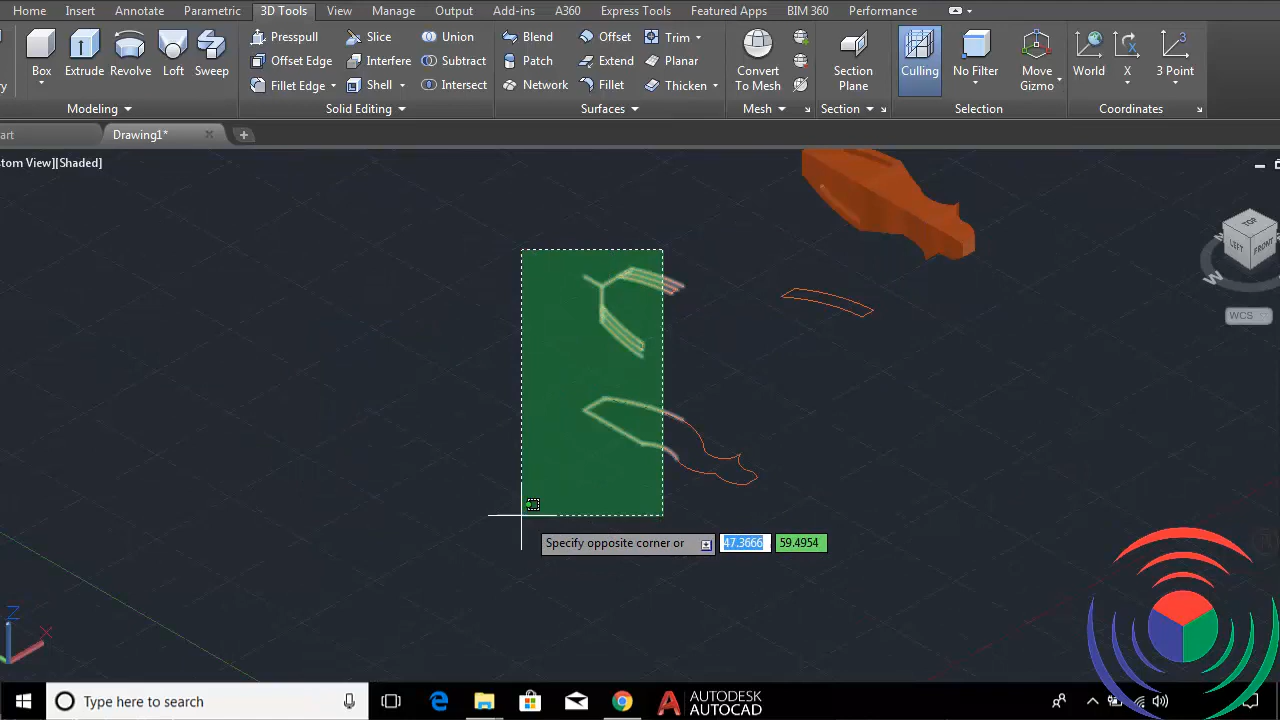 Home Insert Annotate Parametric 3D Tools View Manage Output Add-ins A360 Express Tools Featured Apps BIM 360 Performance
Presspull Slice Union Blend Offset Trim
Offset Edge Interfere Subtract Patch Extend Planar
Box Extrude Revolve Loft Sweep
Convert To Mesh
Section Plane
Culling No Filter Move Gizmo World X 3 Point
Fillet Edge Shell Intersect Network Fillet Thicken
Modeling Solid Editing Surfaces Mesh Section Selection Coordinates
art Drawing1*
tom View][Shaded]
TOP
LEFT FRONT
W
WCS
Specify opposite corner or 47.3666 59.4954
Z
X
Type here to search
AUTODESK
AUTOCAD